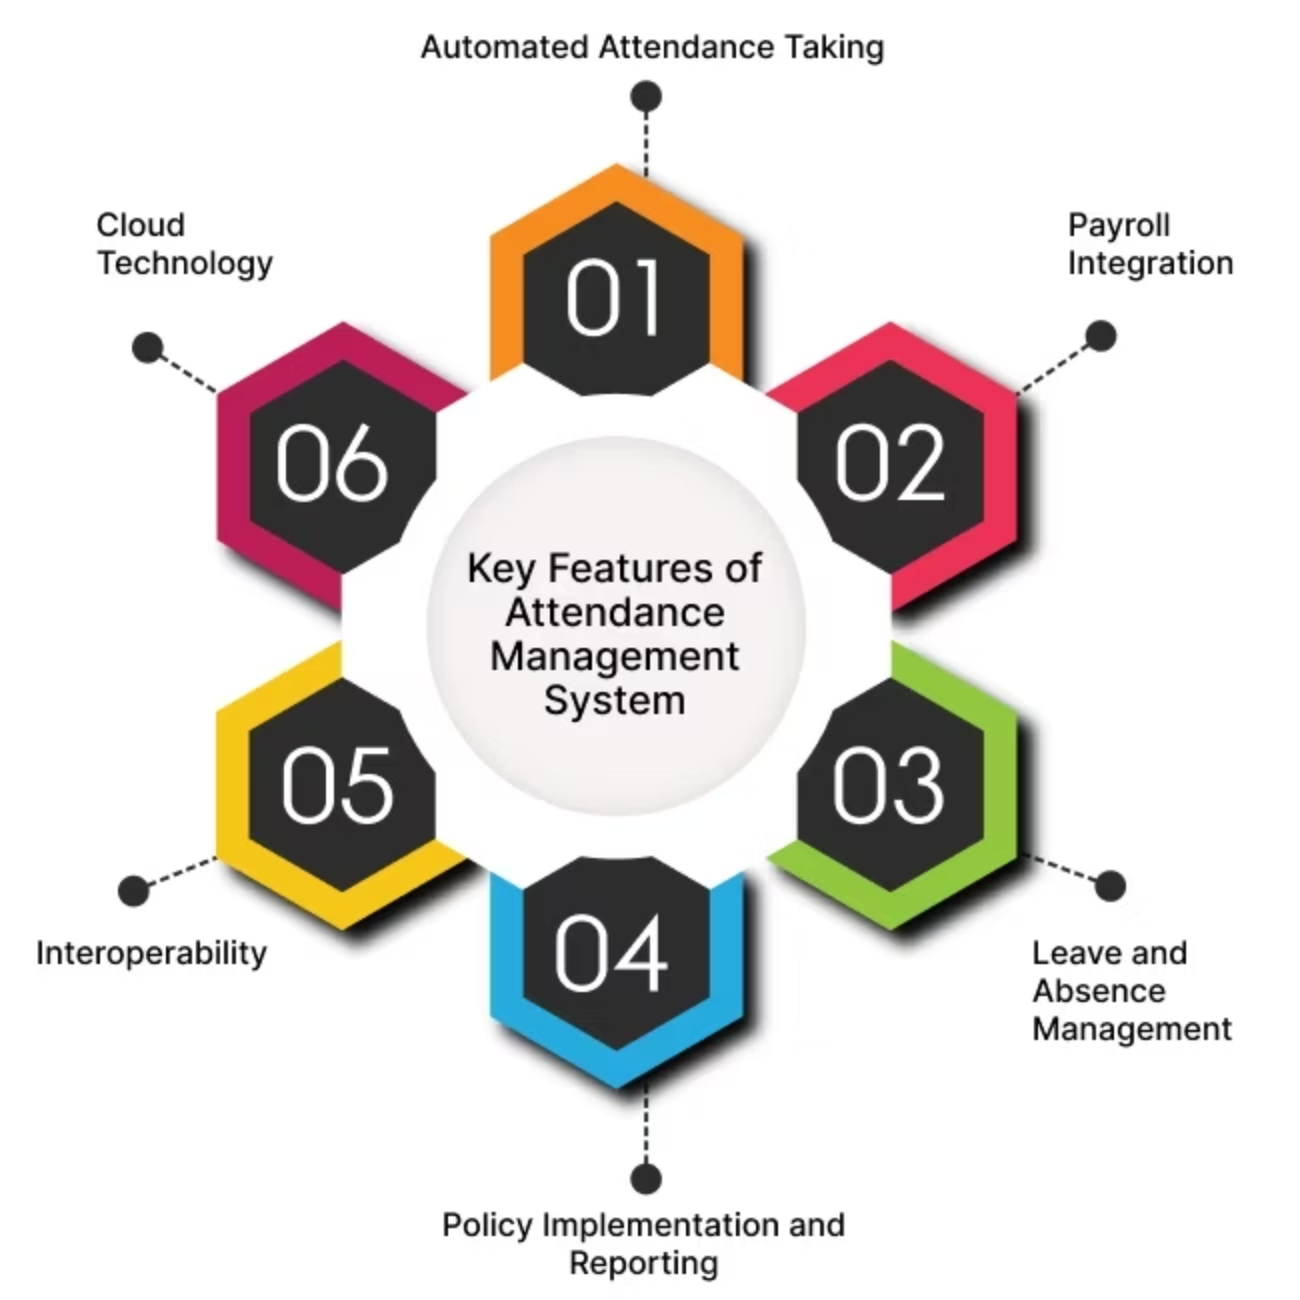 Automated Attendance Taking
Cloud
Technology
Payroll
Integration
01
06
02
Key Features of
Attendance
Management
System
05
03
04
Interoperability
Leave and
Absence
Management
Policy Implementation and
Reporting